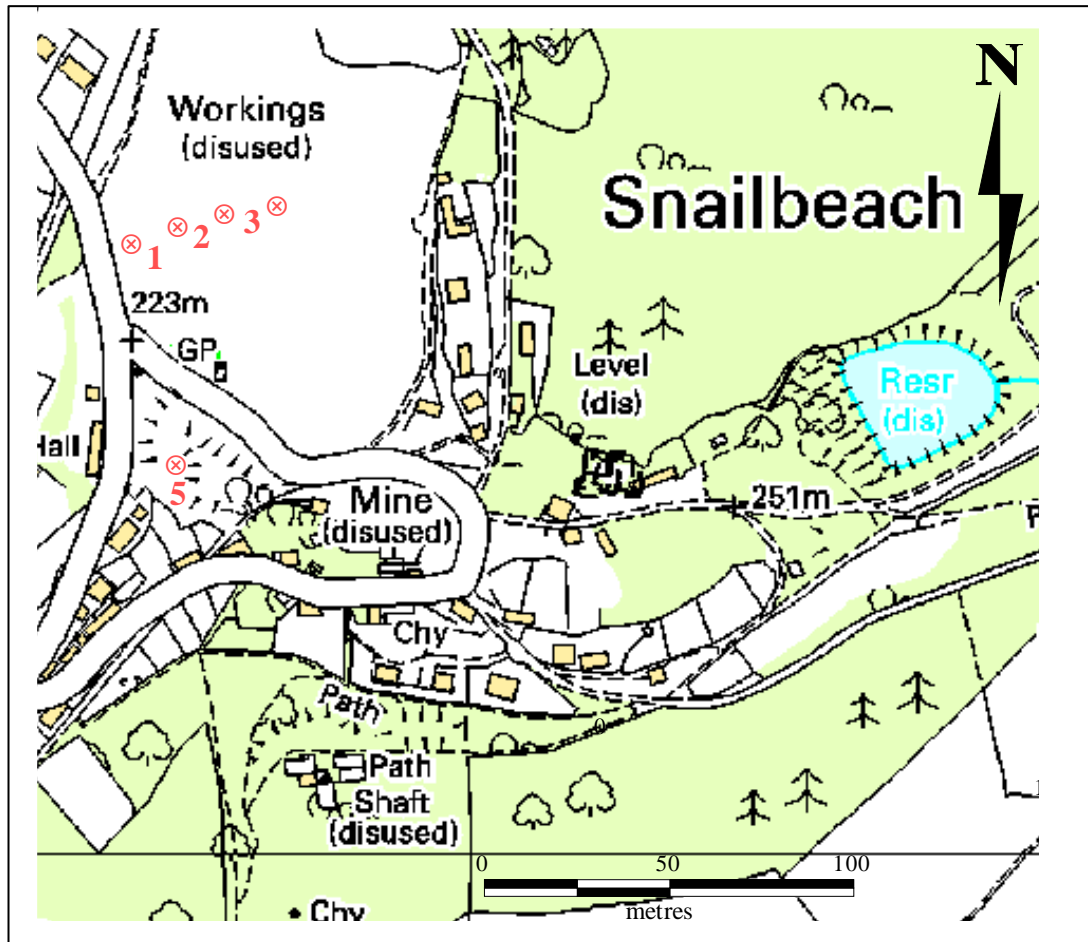 N
Workings
(disused)
Snailbeach
1
2
3
223m
GP
Level
(dis)
Resr
(dis)
Hall
5
Mine
(disused)
251m
Chy
Path
Path
Shaft
(disused)
0 50 100
metres
Chy